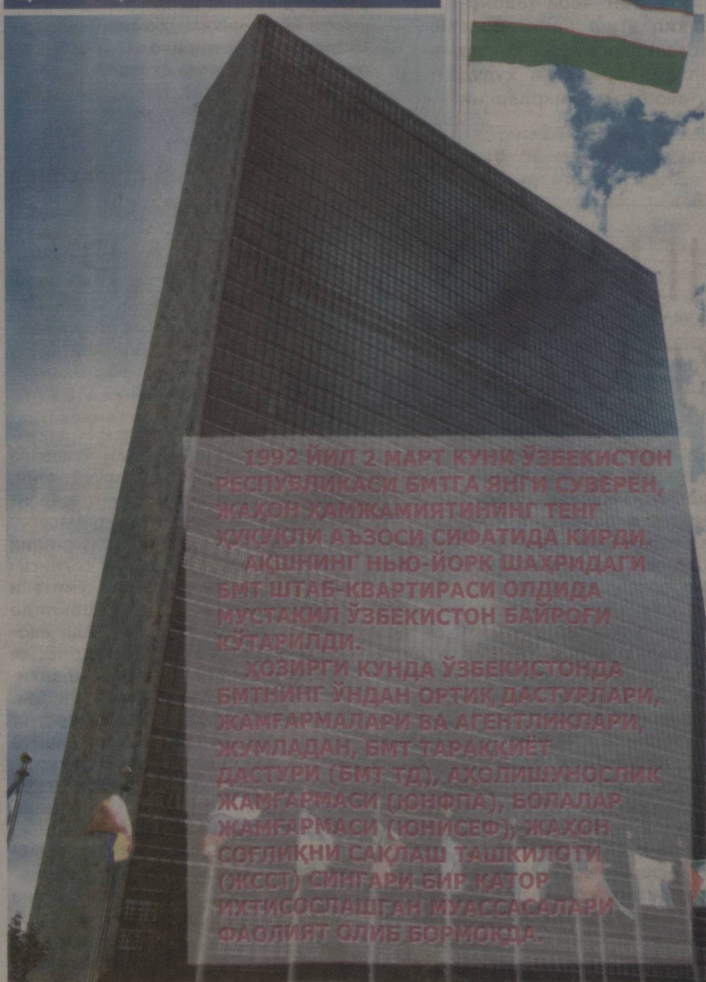 1992 ЙИЛ 2 МАРТ КУНИ ЎЗБЕКИСТОН
РЕСПУБЛИКАСИ БМТГА ЯНГИ СУВЕРЕН,
ЖАҲОН ҲАМЖАМИЯТИНИНГ ТЕНГ
ҲУҚУҚЛИ АЪЗОСИ СИФАТИДА КИРДИ.
АҚШНИНГ НЬЮ-ЙОРК ШАҲРИДАГИ
БМТ ШТАБ-КВАРТИРАСИ ОЛДИДА
МУСТАҚИЛ ЎЗБЕКИСТОН БАЙРОҒИ
КЎТАРИЛДИ.
ҲОЗИРГИ КУНДА ЎЗБЕКИСТОНДА
БМТНИНГ ЎНДАН ОРТИҚ ДАСТУРЛАРИ,
ЖАМҒАРМАЛАРИ ВА АГЕНТЛИКЛАРИ,
ЖУМЛАДАН, БМТ ТАРАҚҚИЁТ
ДАСТУРИ (БМТ ТД), АҲОЛИШУНОСЛИК
ЖАМҒАРМАСИ (ЮНФПА), БОЛАЛАР
ЖАМҒАРМАСИ (ЮНИСЕФ), ЖАҲОН
СОҒЛИҚНИ САҚЛАШ ТАШКИЛОТИ
(ЖССТ) СИНГАРИ БИР ҚАТОР
ИХТИСОСЛАШГАН МУАССАСАЛАРИ
ФАОЛИЯТ ОЛИБ БОРМОҚДА.